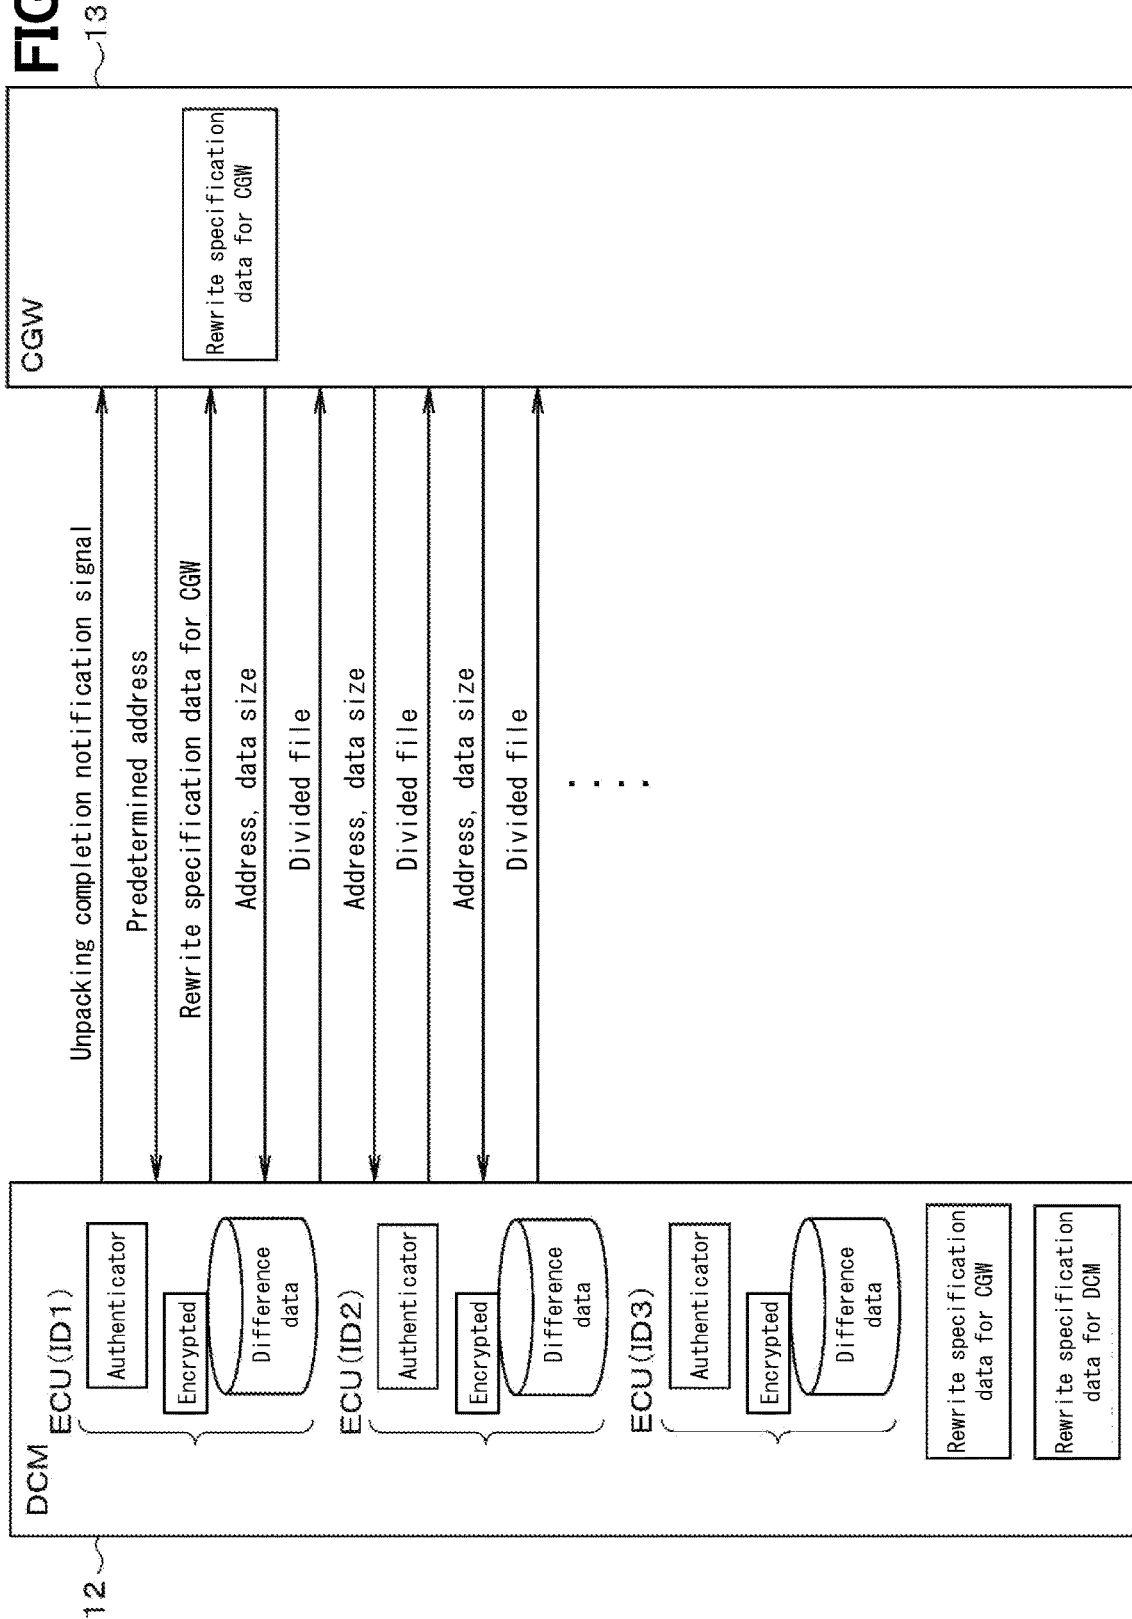 FIG
12
DCM
ECU(ID1)
Authenticator
Encrypted
Difference
data
ECU(ID2)
Authenticator
Encrypted
Difference
data
ECU(ID3)
Authenticator
Encrypted
Difference
data
Rewrite specification
data for CGW
Rewrite specification
data for DCM
Unpacking completion notification signal
Predetermined address
Rewrite specification data for CGW
Address, data size
Divided file
Address, data size
Divided file
Address, data size
Divided file
....
13
CGW
Rewrite specification
data for CGW